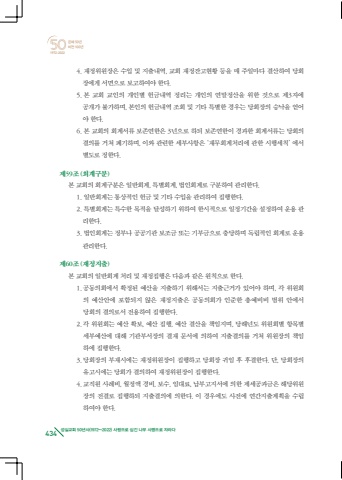 50
4. 재정위원장은 수입 및 지출내역, 교회 재정잔고현황 등을 매 주일마다 결산하여 당회
장에게 서면으로 보고하여야 한다.
5. 본 교회 교인의 개인별 헌금내역 정리는 개인의 연말정산을 위한 것으로 제3자에
공개가 불가하며, 본인의 헌금내역 조회 및 기타 특별한 경우는 당회장의 승낙을 얻어
야 한다.
6. 본 교회의 회계서류 보존연한은 3년으로 하되 보존연한이 경과한 회계서류는 당회의
결의를 거쳐 폐기하며, 이와 관련한 세부사항은 '재무회계처리에 관한 시행세칙' 에서
별도로 정한다.
제59조 (회계구분)
본 교회의 회계구분은 일반회계, 특별회계, 법인회계로 구분하여 관리한다.
1. 일반회계는 통상적인 헌금 및 기타 수입을 관리하여 집행한다.
2. 특별회계는 특수한 목적을 달성하기 위하여 한시적으로 일정기간을 설정하여 운용 관
리한다.
3. 법인회계는 정부나 공공기관 보조금 또는 기부금으로 충당하며 독립적인 회계로 운용
관리한다.
제60조 (재정지출)
본 교회의 일반회계 처리 및 재정집행은 다음과 같은 원칙으로 한다.
1. 공동의회에서 확정된 예산을 지출하기 위해서는 지출근거가 있어야 하며, 각 위원회
의 예산안에 포함되지 않은 재정지출은 공동의회가 인준한 총예비비 범위 안에서
당회의 결의로서 전용하여 집행한다.
2. 각 위원회는 예산 확보, 예산 집행, 예산 결산을 책임지며, 당해년도 위원회별 항목별
세부예산에 대해 기관부서장의 결재 문서에 의하여 지출결의를 거쳐 위원장의 책임
하에 집행한다.
3. 당회장의 부재시에는 재정위원장이 집행하고 당회장 귀임 후 후결한다. 단, 당회장의
유고시에는 당회가 결의하여 재정위원장이 집행한다.
4. 교직원 사례비, 월정액 경비, 보수, 임대료, 납부고지서에 의한 제세공과금은 해당위원
장의 전결로 집행하되 지출결의에 의한다. 이 경우에도 사전에 연간지출계획을 수립
하여야 한다.
434